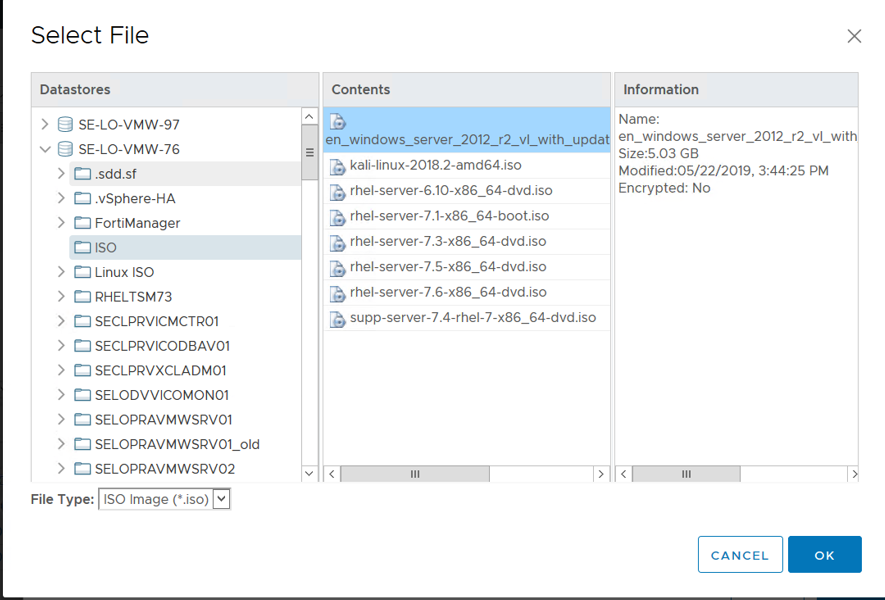 Select File
Datastores
SE-LO-VMW-97
SE-LO-VMW-76
.sdd.sf
.vSphere-HA
FortiManager
ISO
Linux ISO
RHELTSM73
SECLPRVICMCTR01
SECLPRVICODBAV01
SECLPRVXCLADM01
SELODVVICOMON01
SELOPRAVMWSRV01
SELOPRAVMWSRV01_old
SELOPRAVMWSRV02
Contents
en_windows_server_2012_r2_vl_with_updat
kali-linux-2018.2-amd64.iso
rhel-server-6.10-x86_64-dvd.iso
rhel-server-7.1-x86_64-boot.iso
rhel-server-7.3-x86_64-dvd.iso
rhel-server-7.5-x86_64-dvd.iso
rhel-server-7.6-x86_64-dvd.iso
supp-server-7.4-rhel-7-x86_64-dvd.iso
Information
Name:
en_windows_server_2012_r2_vl_with
Size:5.03 GB
Modified:05/22/2019, 3:44:25 PM
Encrypted: No
File Type: ISO Image (*.iso)
CANCEL
OK